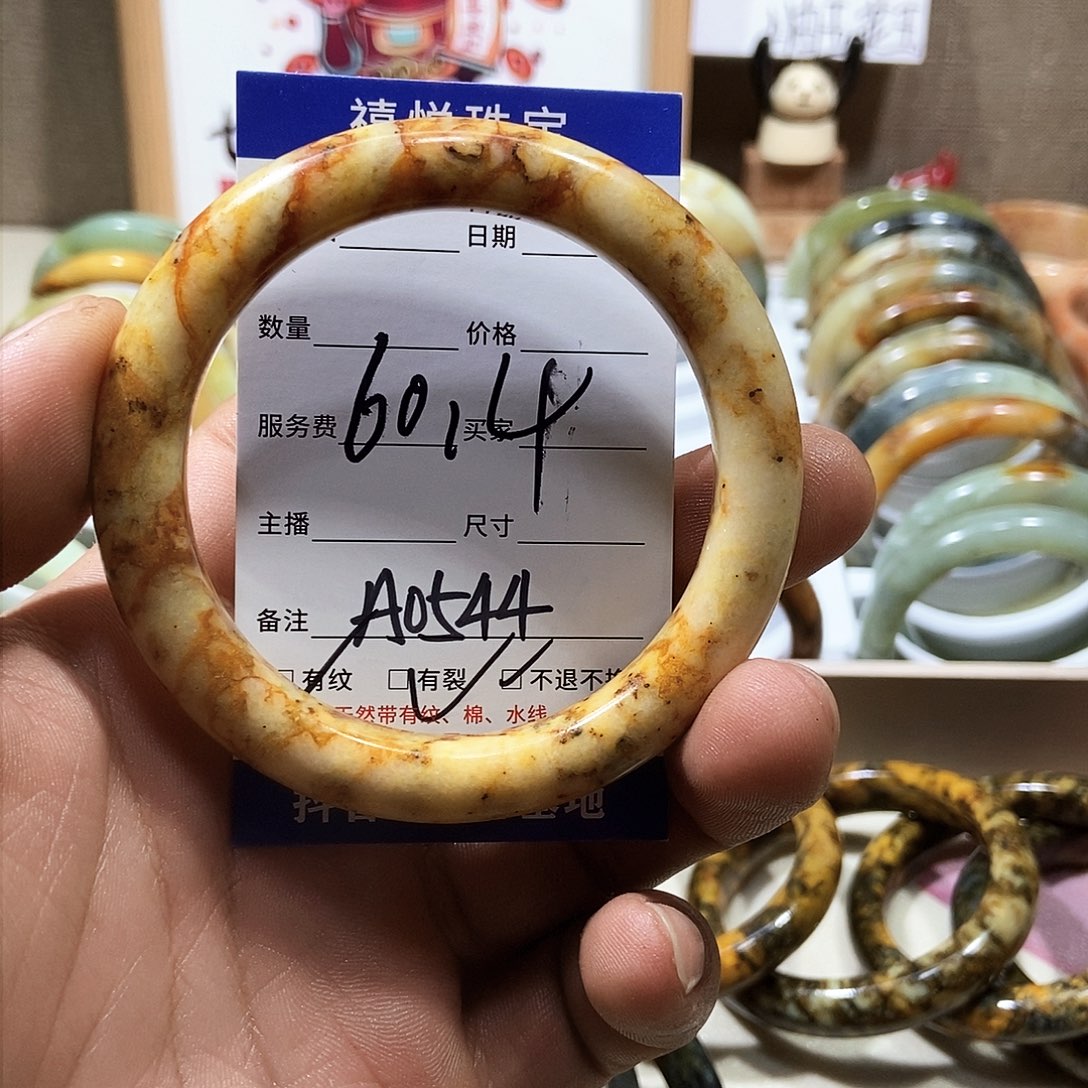 禧悦珠宝
日期
数量 价格
60.4
服务费 买家
主播 尺寸
A0544
备注
□有纹 □有裂 □不退不
天然带有纹、棉、水线